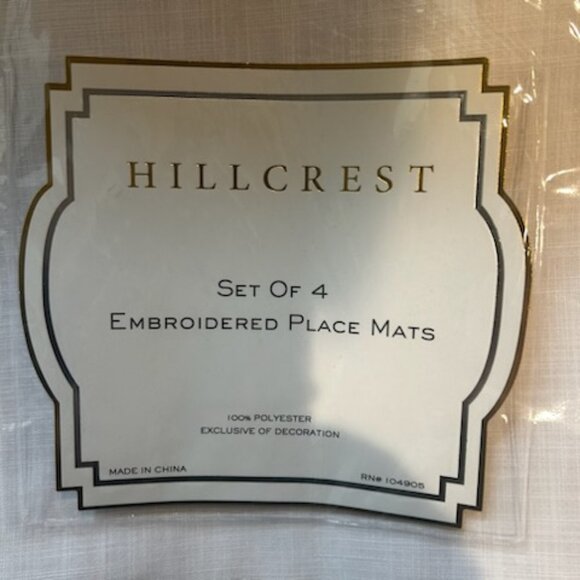 HILLCREST
SET OF 4
EMBROIDERED PLACE MATS
100% POLYESTER
EXCLUSIVE OF DECORATION
MADE IN CHINA
RN# 104905